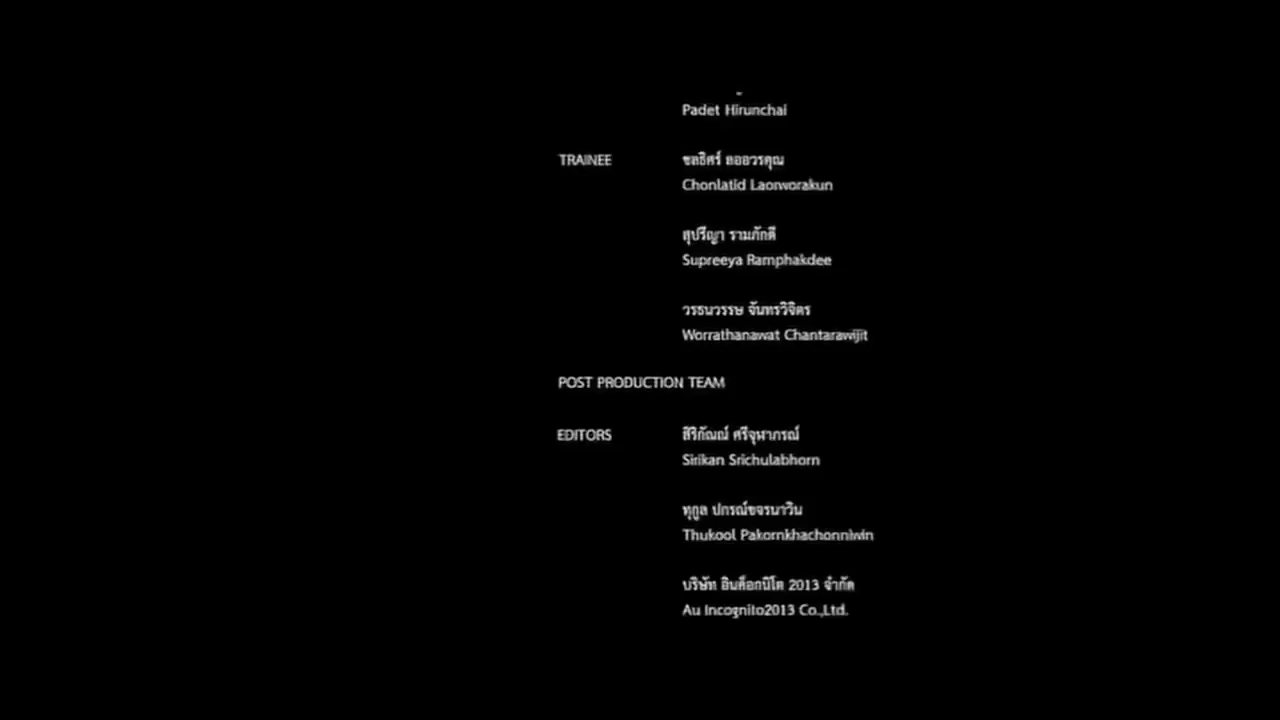 Padet Hirunchai
TRAINEE ชลธิศร์ ลออวรคุณ
Chonlatid Laorworakun
สุปรีญา รามภักดี
Supreeya Ramphakdee
วรธนวรรษ จันทรวิจิตร
Worrathanawat Chantarawijit
POST PRODUCTION TEAM
EDITORS สิริกัณณ์ ศรีจุฬาภรณ์
Sirikan Srichulabhorn
ทุกูล ปกรณ์ขจรนาวิน
Thukool Pakornkhachonniwin
บริษัท อินค็อกนิโต 2013 จำกัด
Au Incognito2013 Co.,Ltd.